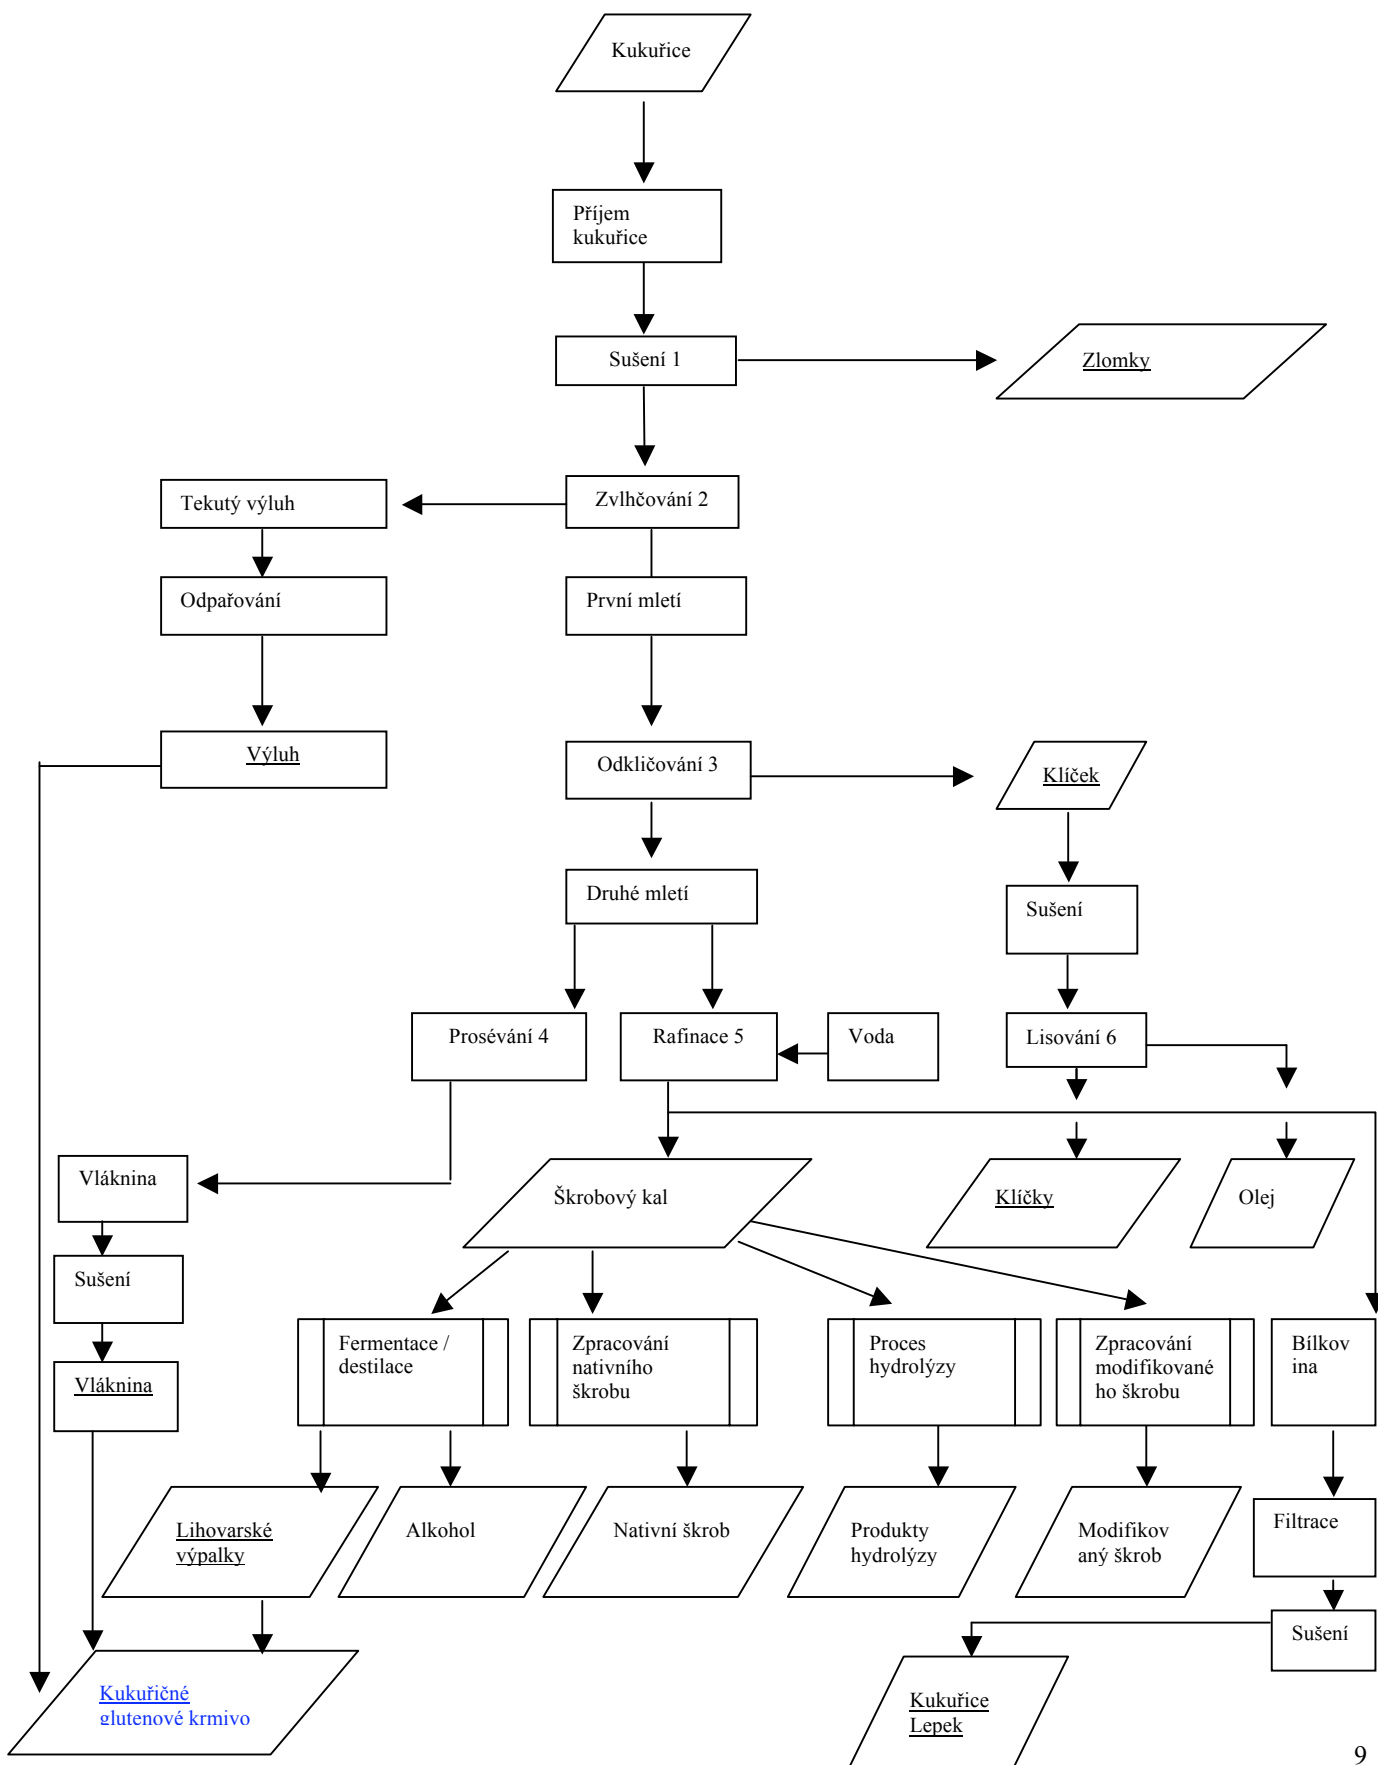 Kukuřice
Příjem
kukuřice
Sušení 1
Zlomky
Tekutý výluh
Zvlhčování 2
Odpařování
První mletí
Výluh
Odkličování 3
Klíček
Druhé mletí
Sušení
Prosévání 4
Rafinace 5
Voda
Lisování 6
Vláknina
Škrobový kal
Klíčky
Olej
Sušení
Vláknina
Fermentace /
destilace
Zpracování
nativního
škrobu
Proces
hydrolýzy
Zpracování
modifikované
ho škrobu
Bílkov
ina
Lihovarské
výpalky
Alkohol
Nativní škrob
Produkty
hydrolýzy
Modifikov
aný škrob
Filtrace
Sušení
Kukuřičné
glutenové krmivo
Kukuřice
Lepek
9